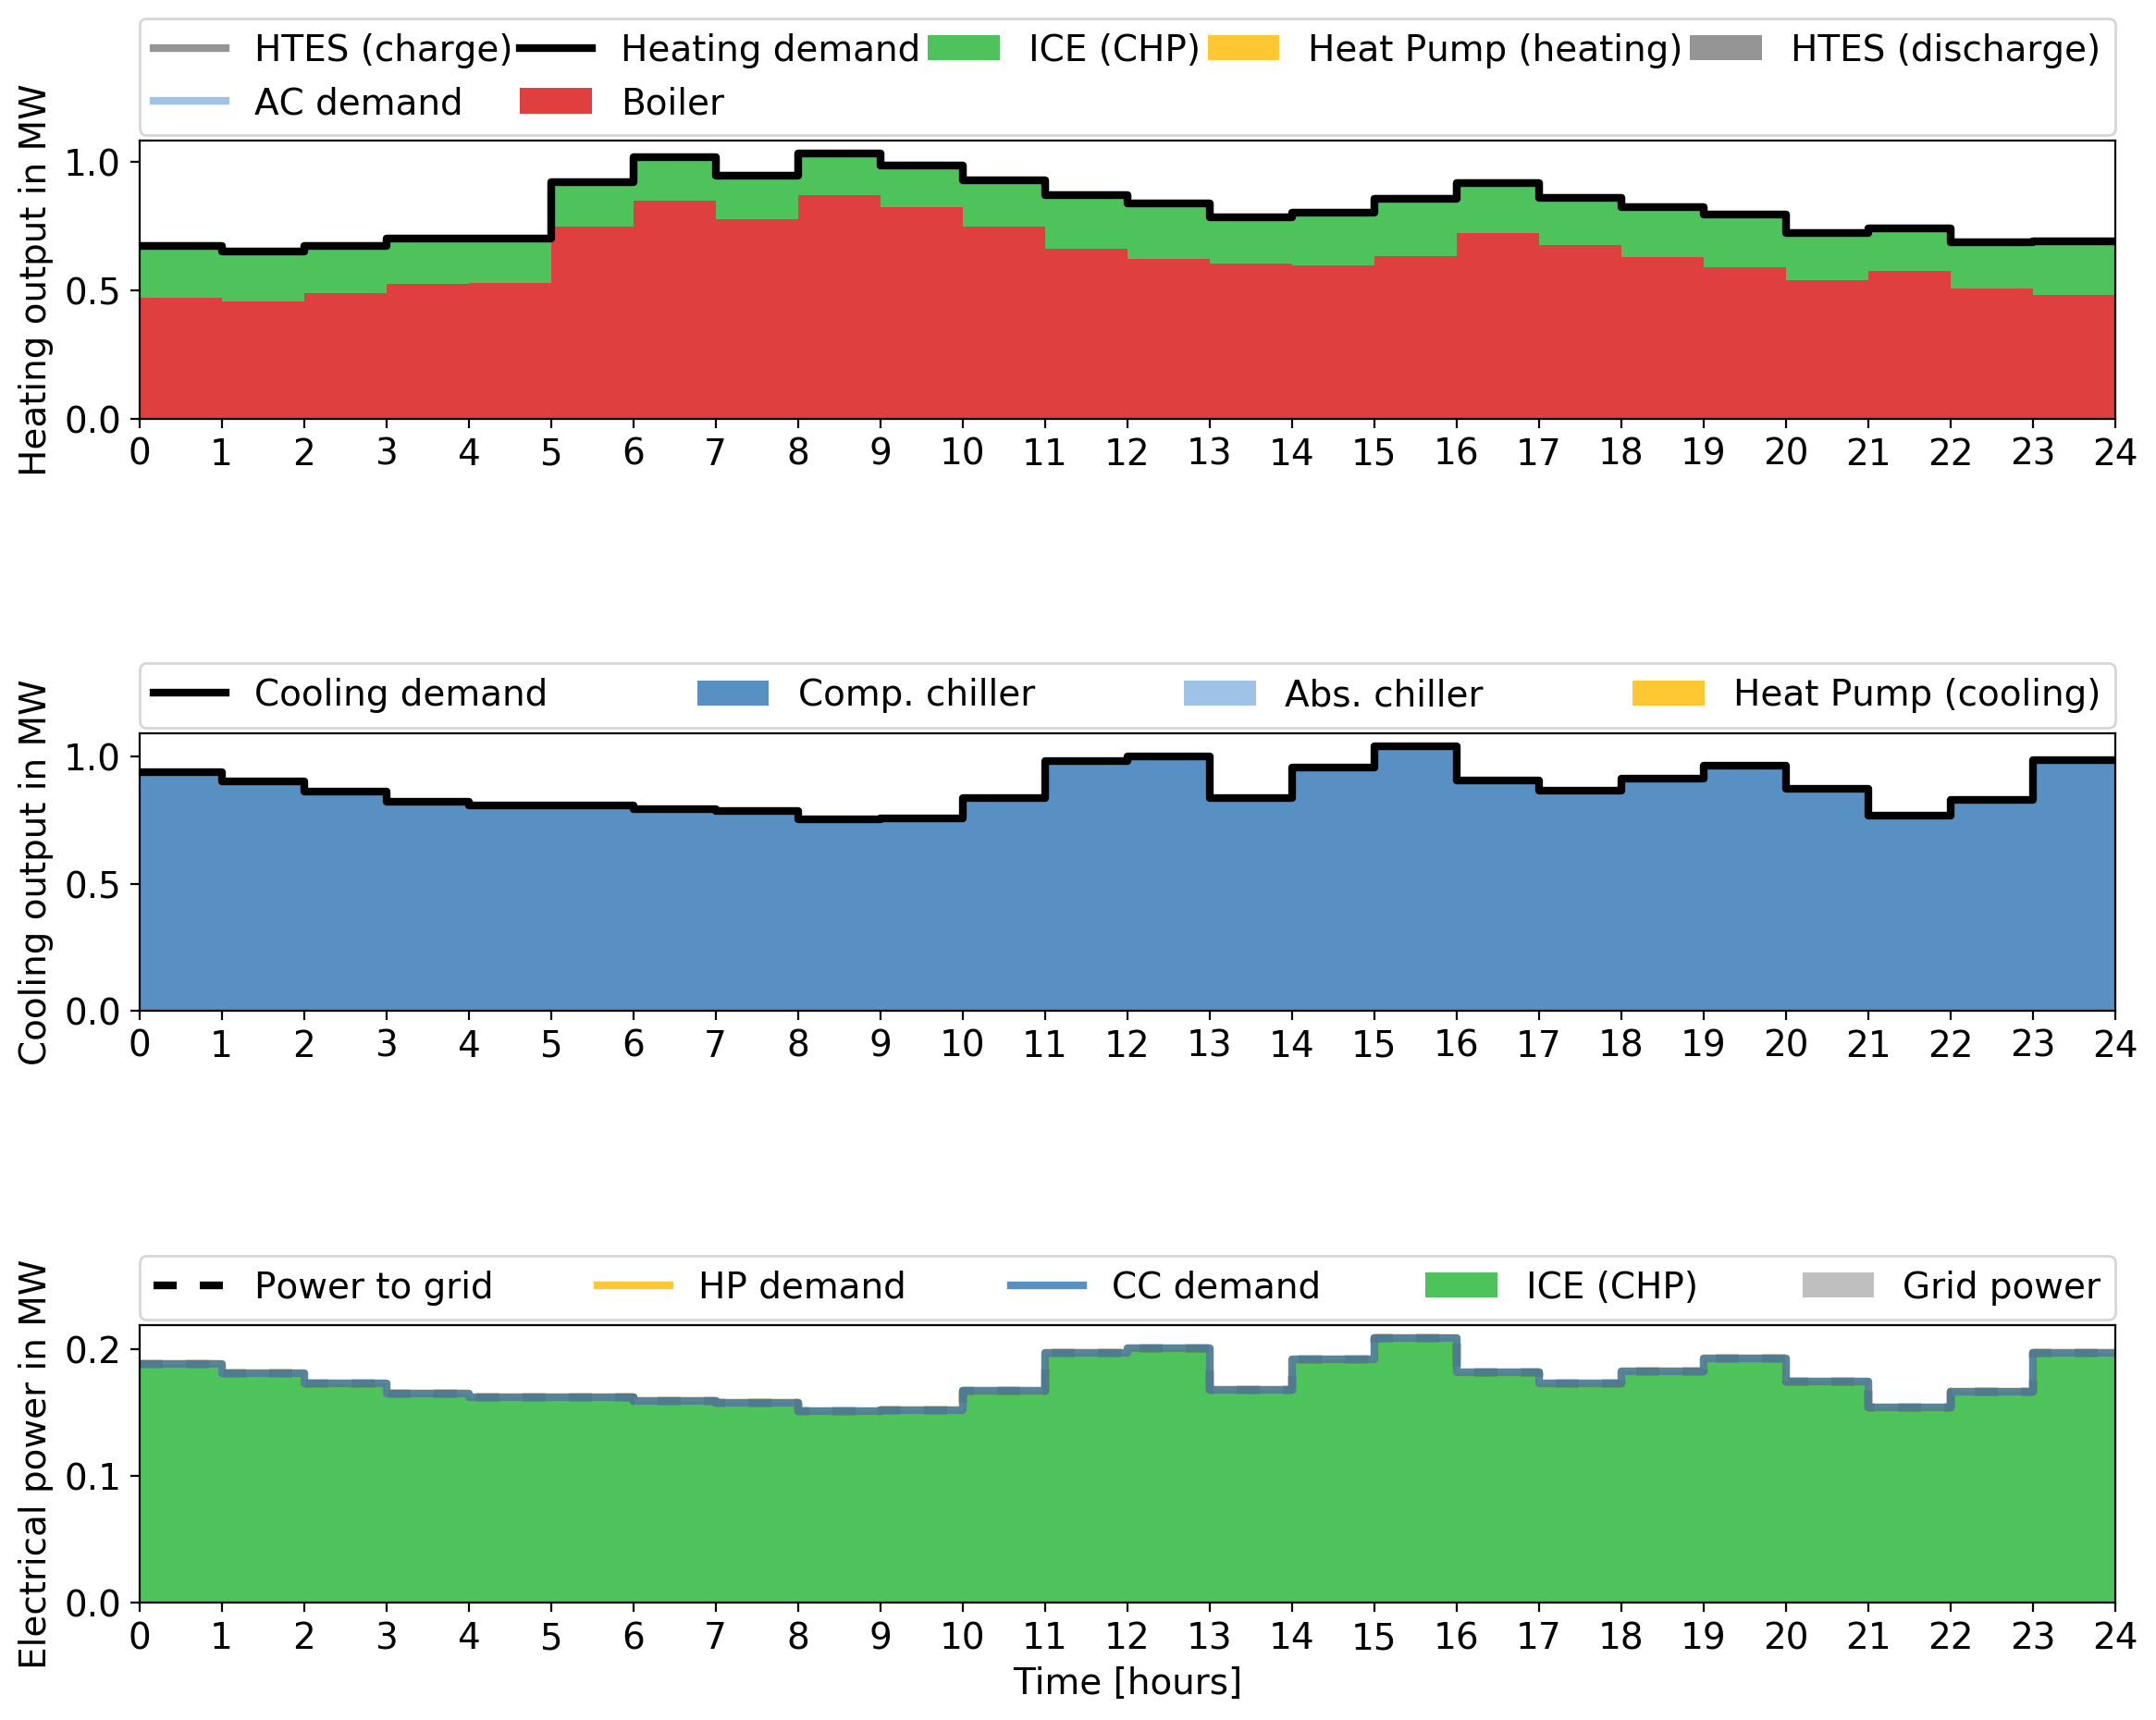 HTES (charge) Heating demand ICE (CHP) Heat Pump (heating) HTES (discharge)
AC demand Boiler
Heating output in MW
1.0
0.5
0.0
0 1 2 3 4 5 6 7 8 9 10 11 12 13 14 15 16 17 18 19 20 21 22 23 24
Cooling demand Comp. chiller Abs. chiller Heat Pump (cooling)
Cooling output in MW
1.0
0.5
0.0
0 1 2 3 4 5 6 7 8 9 10 11 12 13 14 15 16 17 18 19 20 21 22 23 24
Power to grid HP demand CC demand ICE (CHP) Grid power
Electrical power in MW
0.2
0.1
0.0
0 1 2 3 4 5 6 7 8 9 10 11 12 13 14 15 16 17 18 19 20 21 22 23 24
Time [hours]